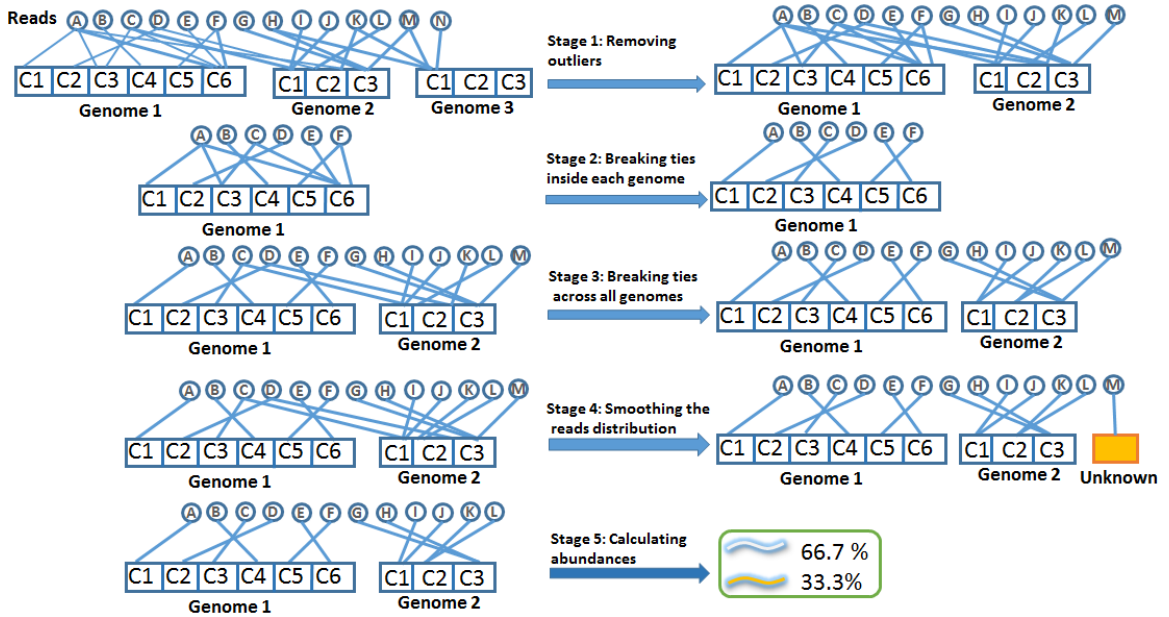 Reads A B C D E F G H I J K L M N
A B C D E F G H I J K L M
Stage 1: Removing
outliers
C1 C2 C3 C4 C5 C6 C1 C2 C3 C1 C2 C3
C1 C2 C3 C4 C5 C6 C1 C2 C3
Genome 1 Genome 2 Genome 3
Genome 1 Genome 2
A B C D E F
A B C D E F
Stage 2: Breaking ties
inside each genome
C1 C2 C3 C4 C5 C6
C1 C2 C3 C4 C5 C6
Genome 1
Genome 1
A B C D E F G H I J K L M
A B C D E F G H I J K L M
Stage 3: Breaking ties
across all genomes
C1 C2 C3 C4 C5 C6 C1 C2 C3
C1 C2 C3 C4 C5 C6 C1 C2 C3
Genome 1 Genome 2
Genome 1 Genome 2
A B C D E F G H I J K L M
A B C D E F G H I J K L M
Stage 4: Smoothing the
reads distribution
C1 C2 C3 C4 C5 C6 C1 C2 C3
C1 C2 C3 C4 C5 C6 C1 C2 C3
Genome 1 Genome 2
Genome 1 Genome 2 Unknown
A B C D E F G H I J K L
Stage 5: Calculating
abundances
C1 C2 C3 C4 C5 C6 C1 C2 C3
Genome 1 Genome 2
66.7 %
33.3%